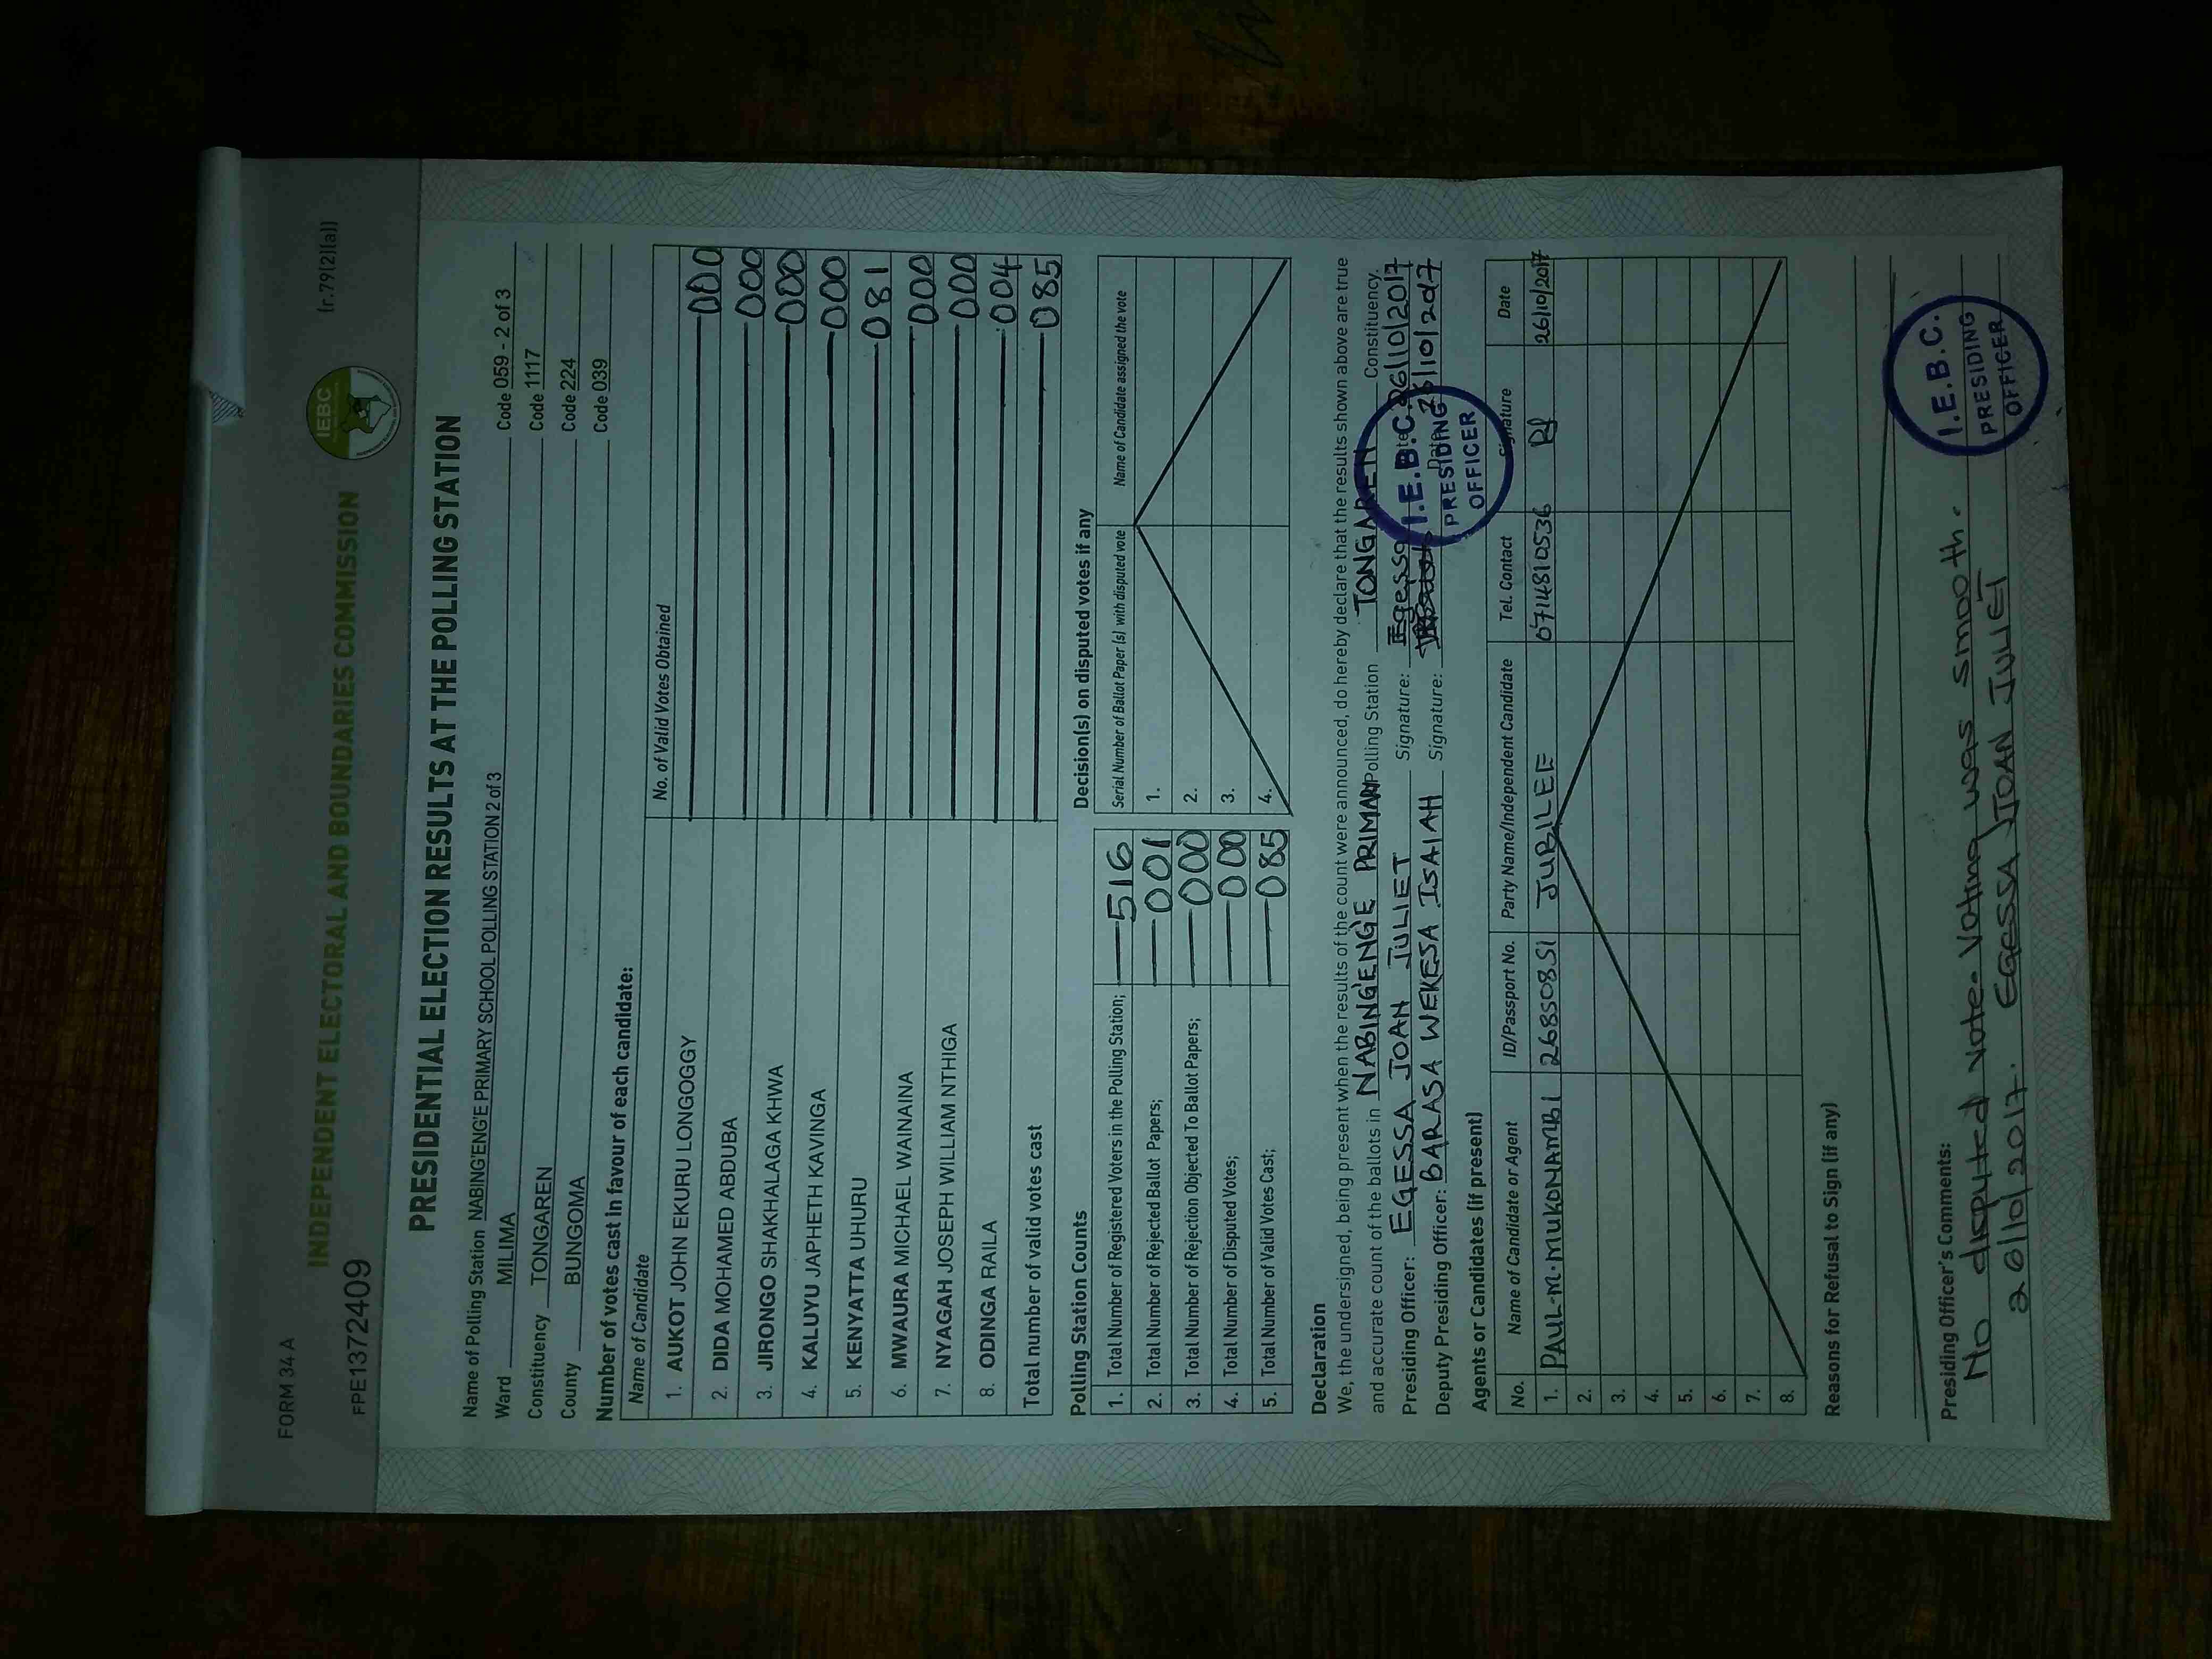 FORM 34 A
(r.79(2)(a))
IEBC
INDEPENDENT ELECTORAL AND BOUNDARIES COMMISSION
FPE1372409
PRESIDENTIAL ELECTION RESULTS AT THE POLLING STATION
Name of Polling Station NABING'ENG'E PRIMARY SCHOOL POLLING STATION 2 of 3 Code 059 - 2 of 3
Ward MILIMA Code 1117
Constituency TONGAREN Code 224
County BUNGOMA Code 039
Number of votes cast in favour of each candidate:
Name of Candidate No. of Valid Votes Obtained
1. AUKOT JOHN EKURU LONGOGGY 000
2. DIDA MOHAMED ABDUBA 000
3. JIRONGO SHAKHALAGA KHWA 000
4. KALUYU JAPHETH KAVINGA 000
5. KENYATTA UHURU 081
6. MWAURA MICHAEL WAINAINA 000
7. NYAGAH JOSEPH WILLIAM NTHIGA 000
8. ODINGA RAILA 004
Total number of valid votes cast 085
Polling Station Counts
1. Total Number of Registered Voters in the Polling Station; 516
2. Total Number of Rejected Ballot Papers; 001
3. Total Number of Rejection Objected To Ballot Papers; 000
4. Total Number of Disputed Votes; 000
5. Total Number of Valid Votes Cast; 085
Decision(s) on disputed votes if any
Serial Number of Ballot Paper (s) with disputed vote Name of Candidate assigned the vote
1.
2.
3.
4.
Declaration
We, the undersigned, being present when the results of the count were announced, do hereby declare that the results shown above are true
and accurate count of the ballots in NABINGENGE PRIMARY Polling Station TONGAREN Constituency.
Presiding Officer: EGESSA JOAN JULIET Signature: Egessa Date 26/10/2017
Deputy Presiding Officer: BARASA WEKESA ISAIAH Signature: Date 26/10/2017
I.E.B.C.
PRESIDING
OFFICER
Agents or Candidates (if present)
No. Name of Candidate or Agent ID/Passport No. Party Name/Independent Candidate Tel. Contact Signature Date
1. PAUL-M-MUKONAMBI 268508351 JUBILEE 0714810536 26/10/2017
2.
3.
4.
5.
6.
7.
8.
Reasons for Refusal to Sign (if any)
Presiding Officer's Comments:
No disputed vote. Voting was smooth.
26/10/2017. EGESSA JOAN JULIET
I.E.B.C.
PRESIDING
OFFICER